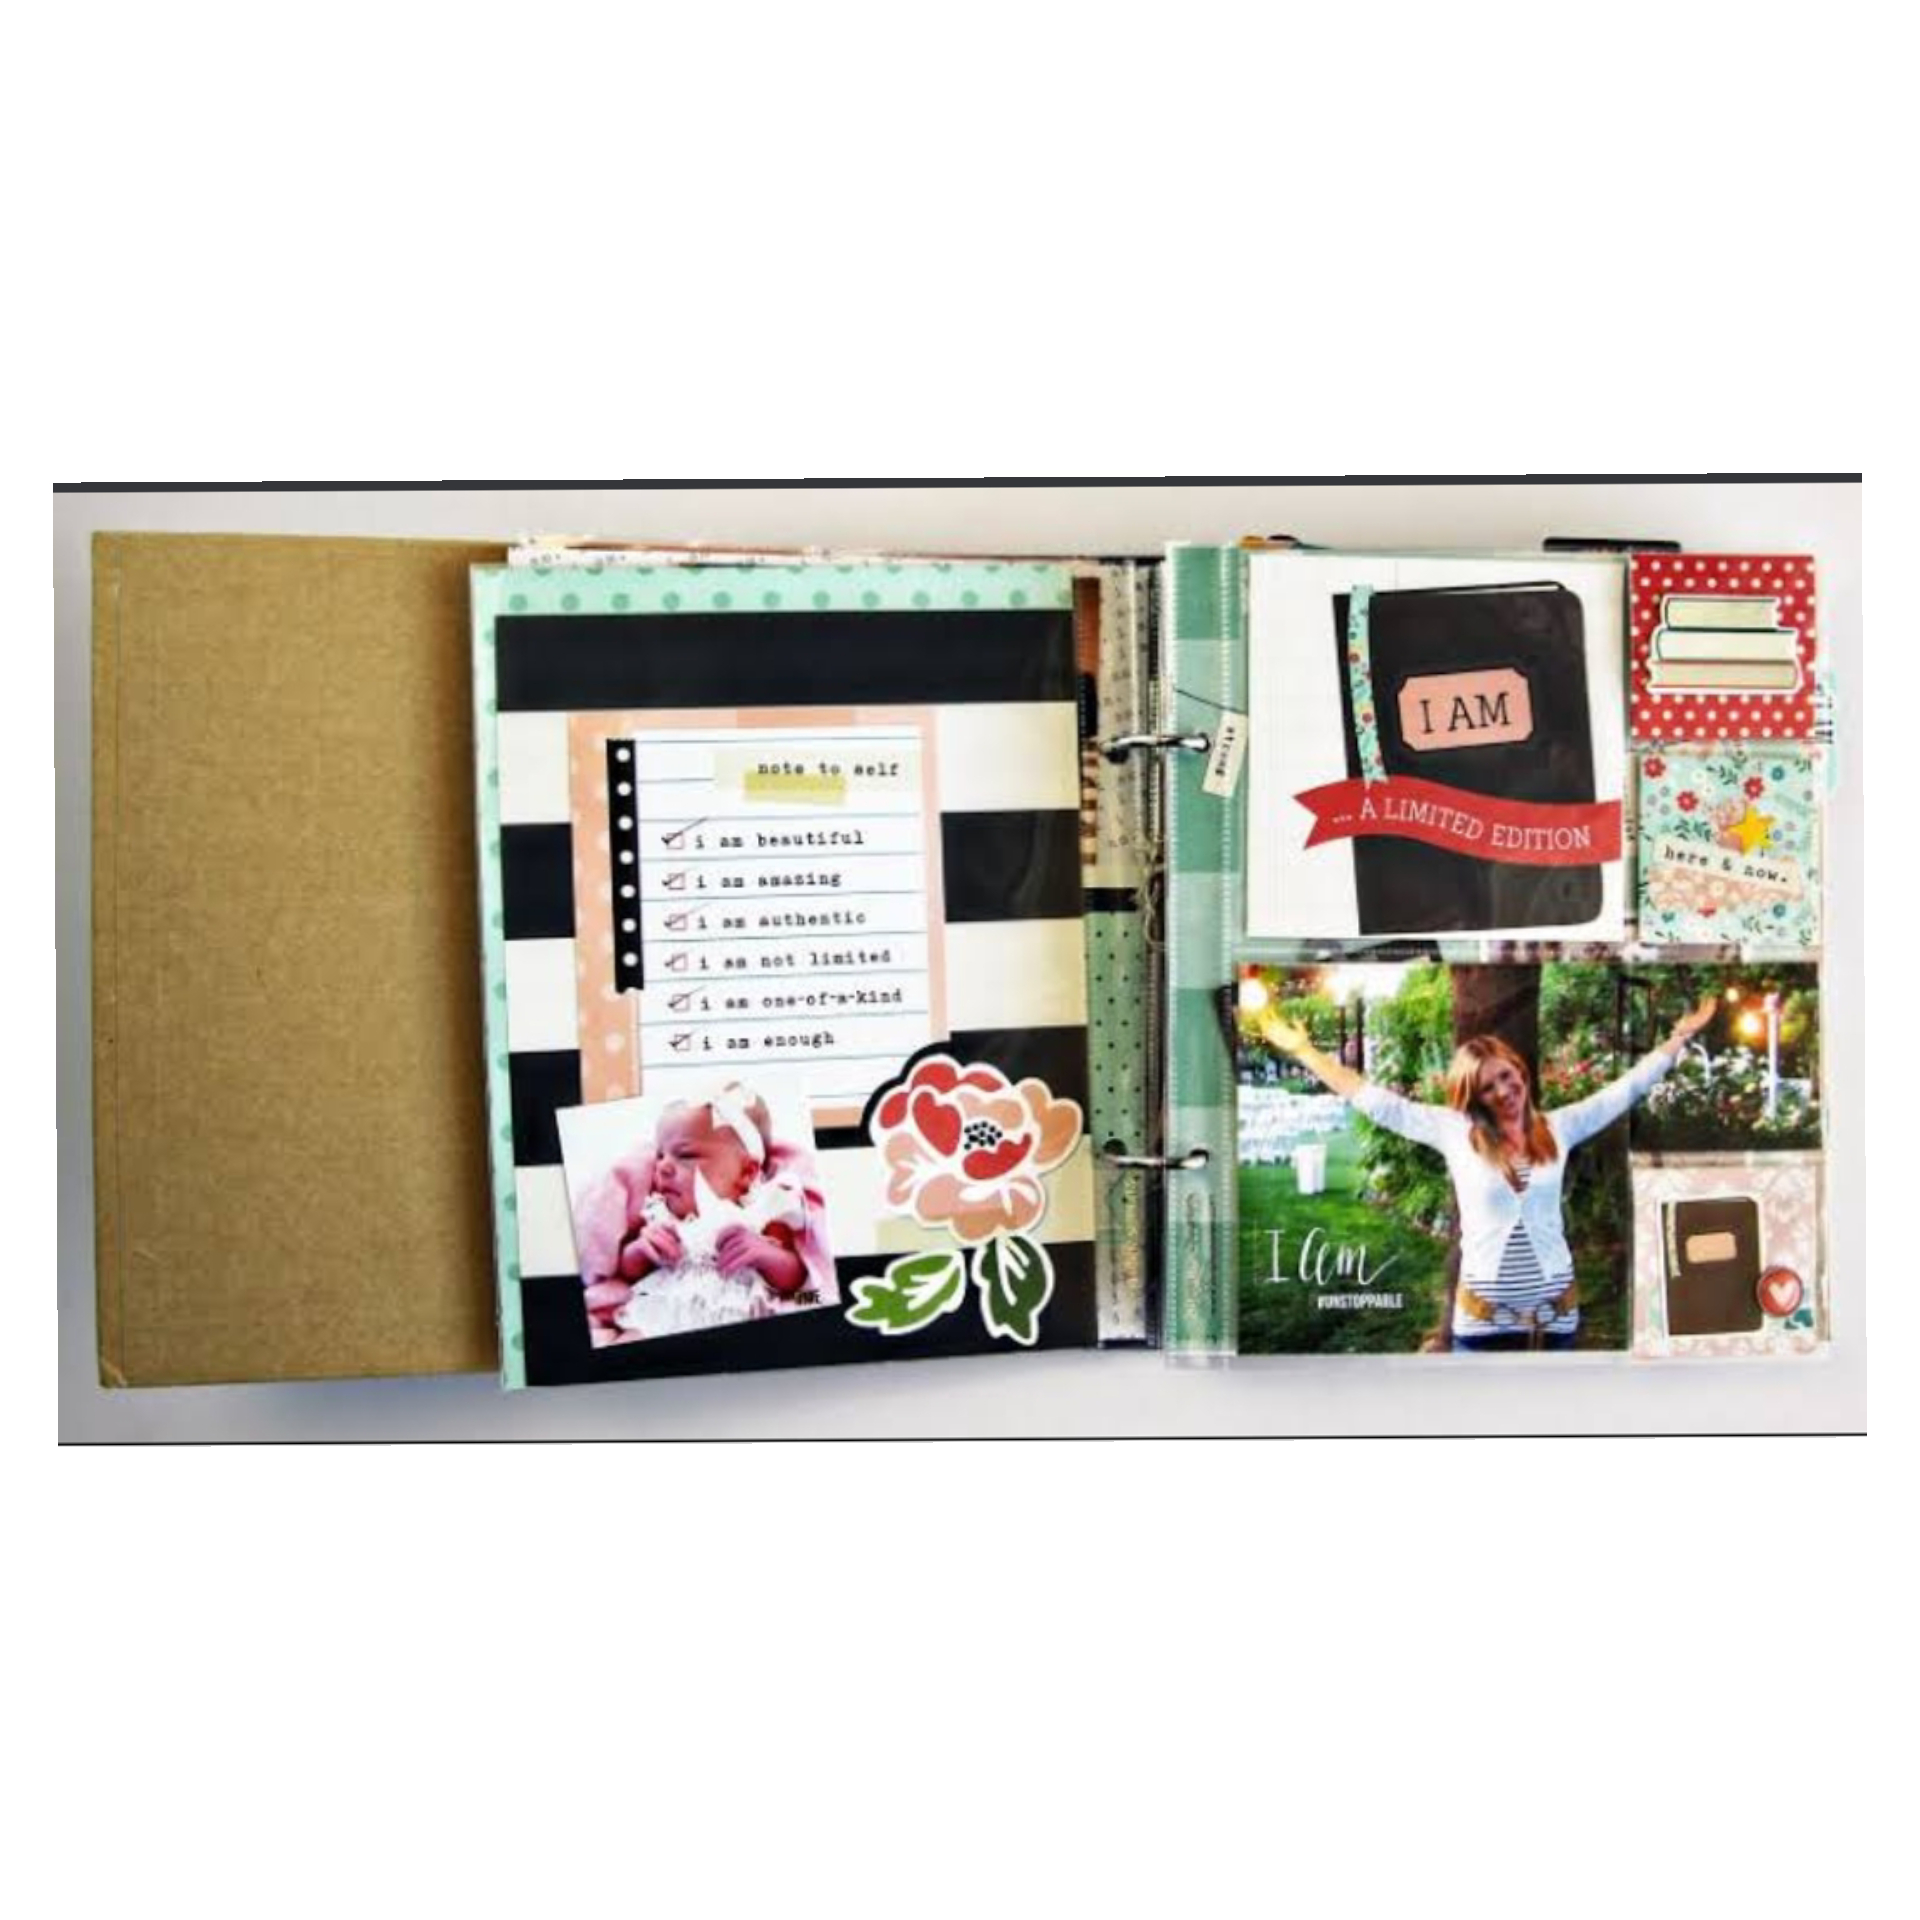 note to self
i am beautiful
i am amazing
i am authentic
i am not limited
i am one-of-a-kind
i am enough
strong
I AM
... A LIMITED EDITION
here & now.
I am
#UNSTOPPABLE